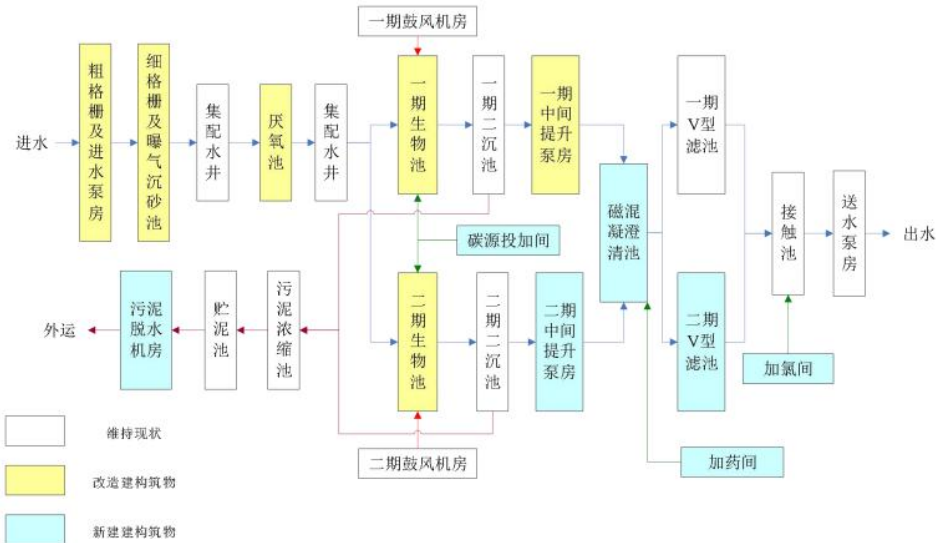 一期鼓风机房
进水
粗格栅及进水泵房
细格栅及曝气沉砂池
集配水井
厌氧池
集配水井
一期生物池
一期二沉池
一期中间提升泵房
磁混凝澄清池
一期V型滤池
接触池
送水泵房
出水
碳源投加间
外运
污泥脱水机房
贮泥池
污泥浓缩池
二期生物池
二期二沉池
二期中间提升泵房
二期V型滤池
加氯间
二期鼓风机房
加药间
维持现状
改造建构筑物
新建建构筑物